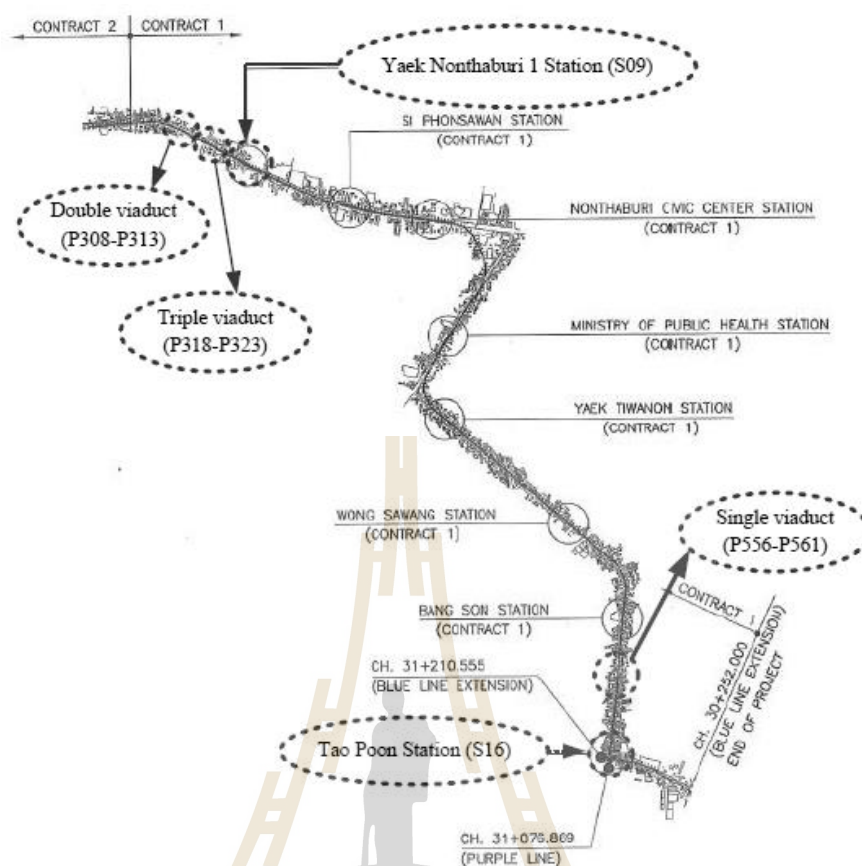 CONTRACT 2
CONTRACT 1
Yaek Nonthaburi 1 Station (S09)
SI PHONSAWAN STATION
(CONTRACT 1)
Double viaduct
(P308-P313)
NONTHABURI CIVIC CENTER STATION
(CONTRACT 1)
Triple viaduct
(P318-P323)
MINISTRY OF PUBLIC HEALTH STATION
(CONTRACT 1)
YAEK TIWANON STATION
(CONTRACT 1)
WONG SAWANG STATION
(CONTRACT 1)
Single viaduct
(P556-P561)
BANG SON STATION
(CONTRACT 1)
CONTRACT 1
CH. 30+252.000
(BLUE LINE EXTENSION)
END OF PROJECT
CH. 31+210.555
(BLUE LINE EXTENSION)
Tao Poon Station (S16)
CH. 31+076.869
(PURPLE LINE)